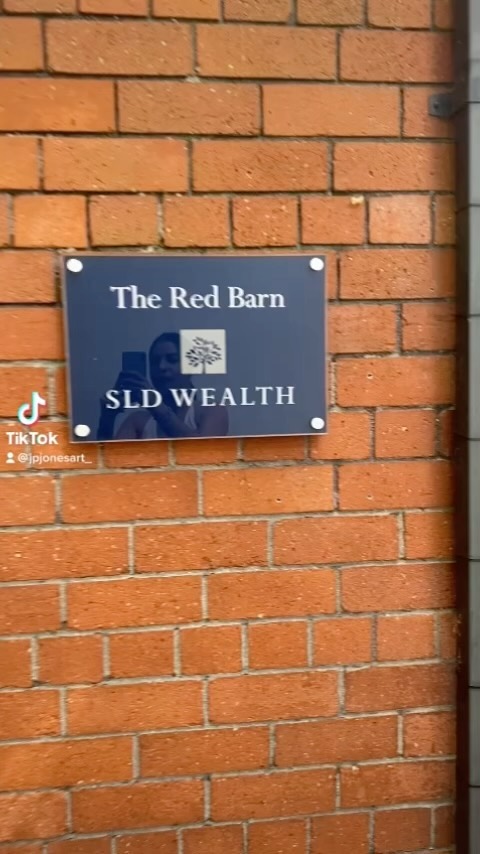 The Red Barn
SLD WEALTH
TikTok
@jpjonesart_